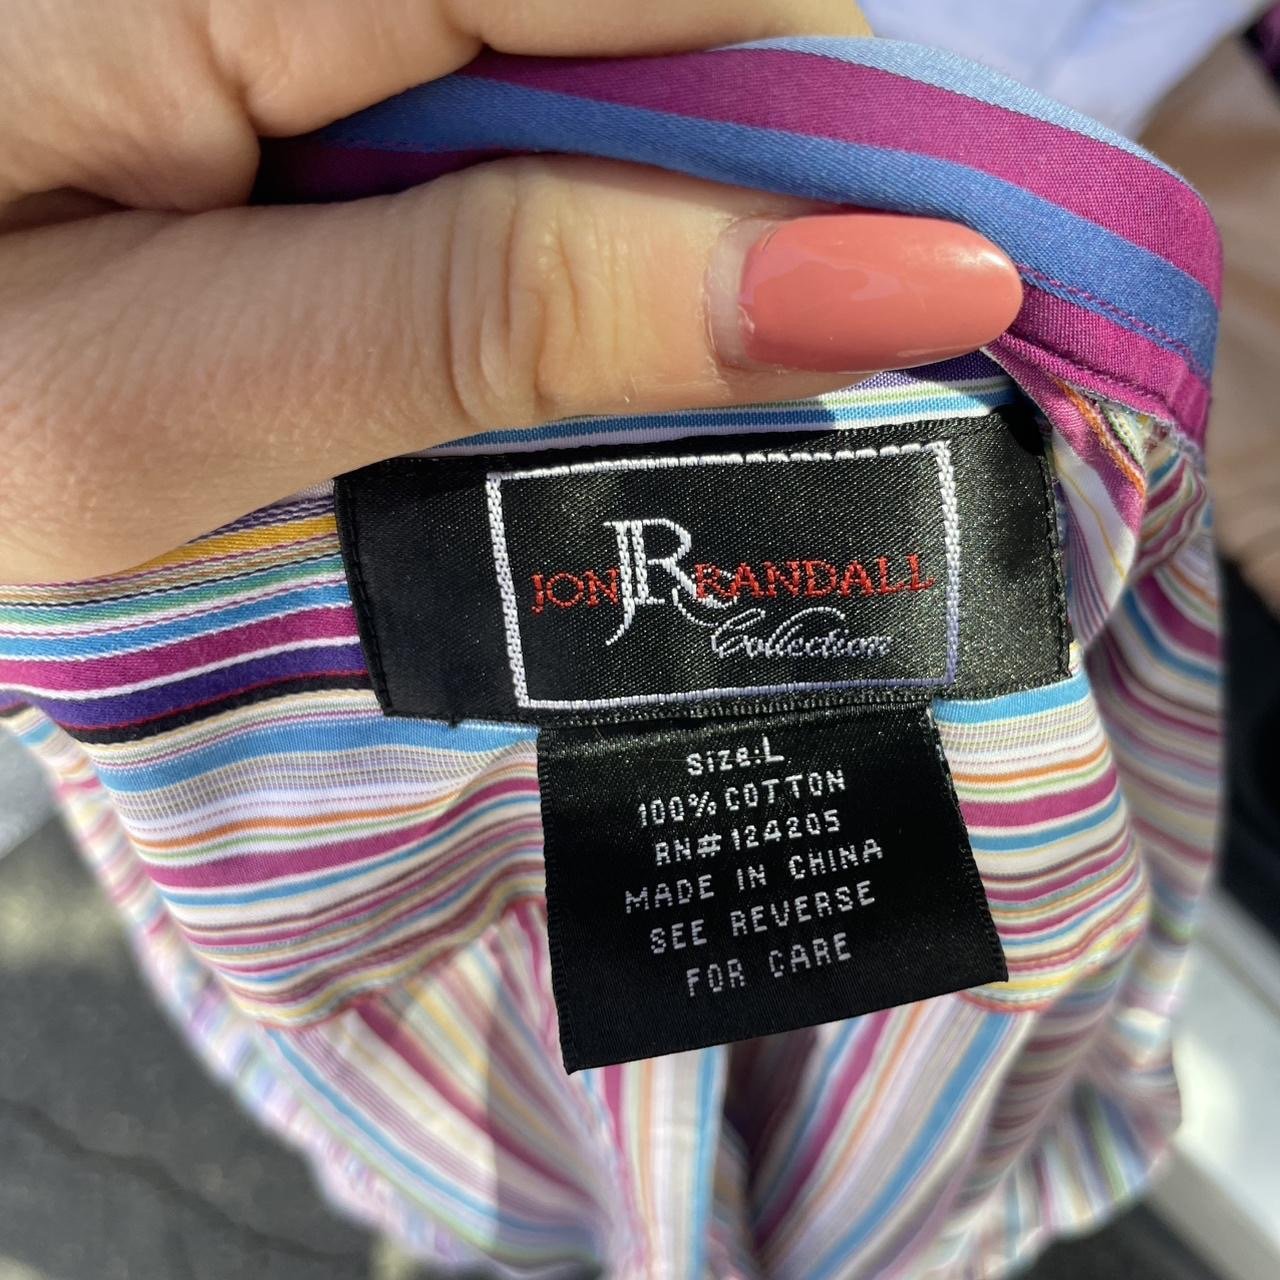 JON JR RANDALL
Collection
Size:L
100% COTTON
RN# 124205
MADE IN CHINA
SEE REVERSE
FOR CARE